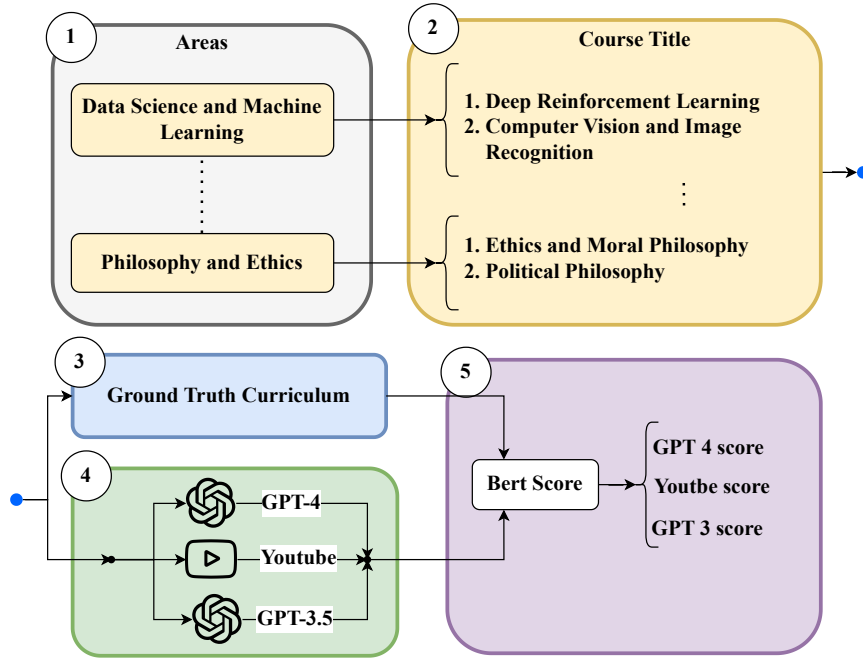 1
Areas
Data Science and Machine
Learning
Philosophy and Ethics
2
Course Title
1. Deep Reinforcement Learning
2. Computer Vision and Image
Recognition
1. Ethics and Moral Philosophy
2. Political Philosophy
3
Ground Truth Curriculum
4
GPT-4
Youtube
GPT-3.5
5
Bert Score
GPT 4 score
Youtbe score
GPT 3 score